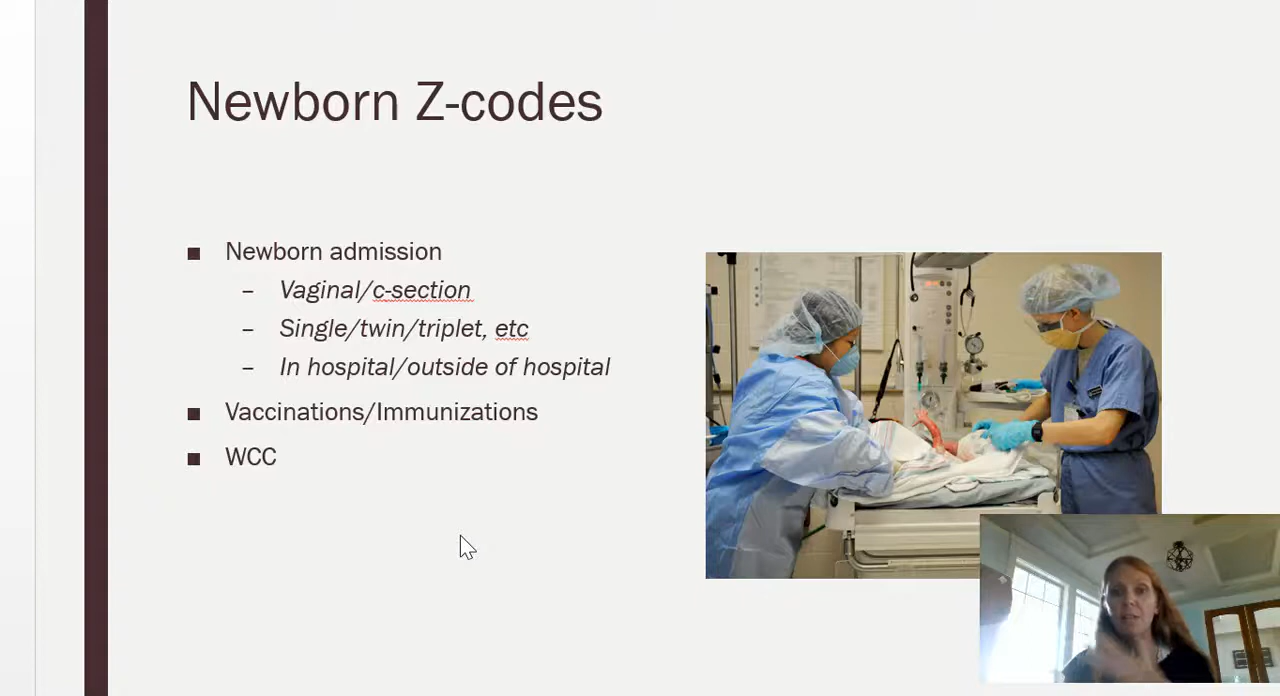 Newborn Z-codes
■ Newborn admission
– Vaginal/c-section
– Single/twin/triplet, etc
– In hospital/outside of hospital
■ Vaccinations/Immunizations
■ WCC